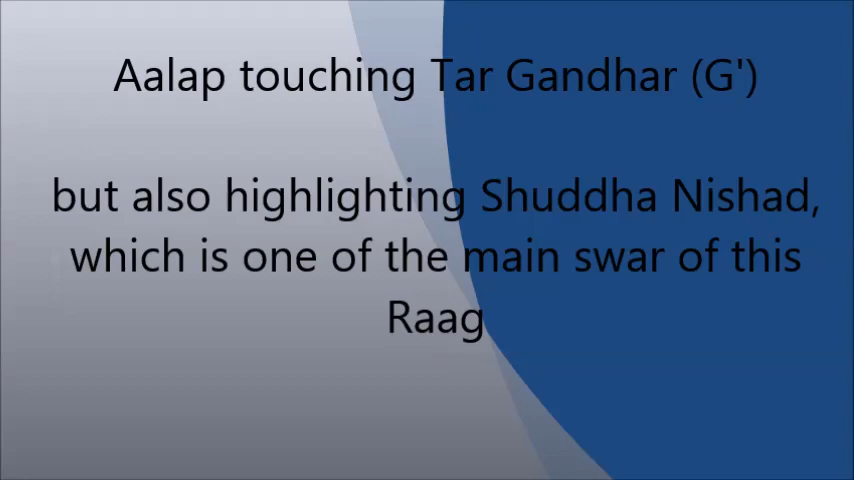 Aalap touching Tar Gandhar (G')
but also highlighting Shuddha Nishad,
which is one of the main swar of this
Raag